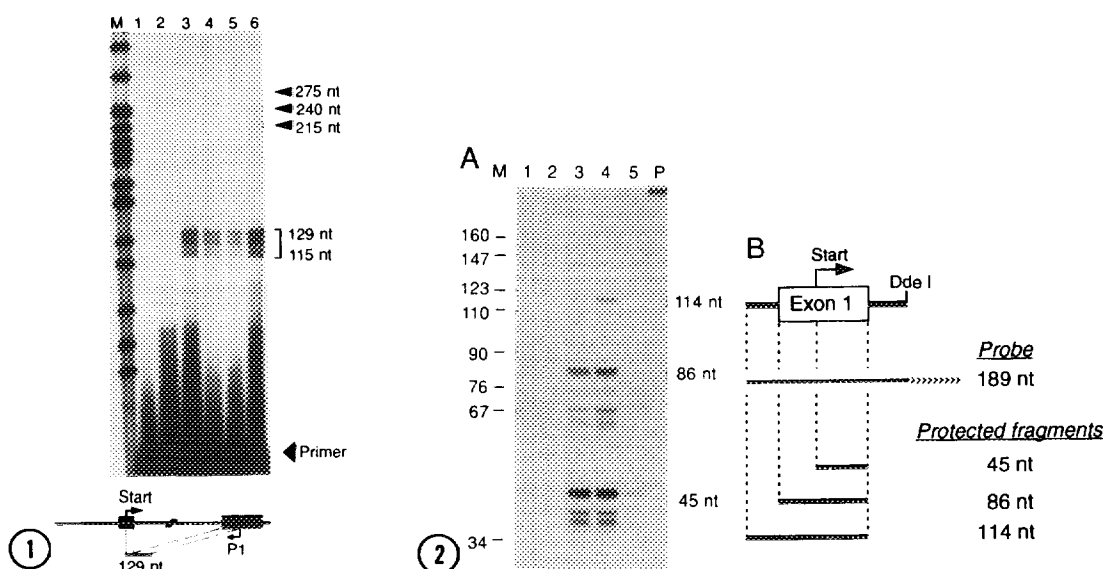 M 1 2 3 4 5 6
275 nt
240 nt
215 nt
129 nt
115 nt
Primer
Start
P1
129 nt
1
A
M 1 2 3 4 5 P
160
147
123
110
90
76
67
34
114 nt
86 nt
45 nt
2
B
Start
Dde I
Exon 1
Probe
189 nt
Protected fragments
45 nt
86 nt
114 nt